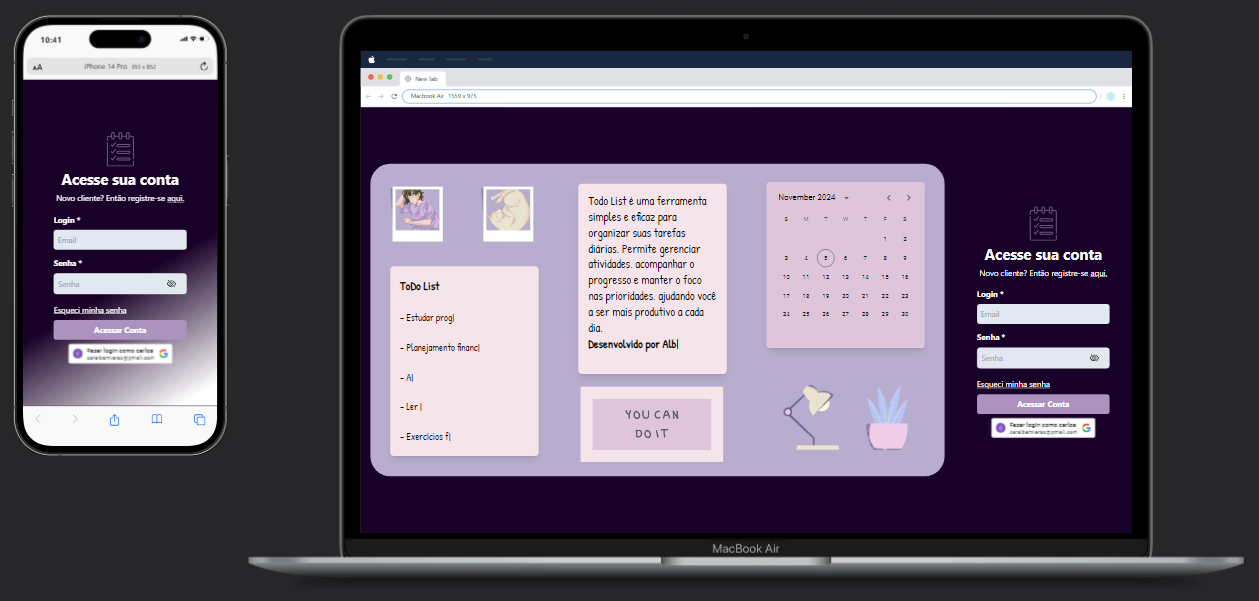 10:41
AA iPhone 14 Pro 393 x 852
Acesse sua conta
Novo cliente? Então registre-se aqui.
Login *
Email
Senha *
Senha
Esqueci minha senha
Acessar Conta
Fazer login como carlos
New Tab
Macbook Air 1559 x 975
ToDo List
- Estudar prog|
- Planejamento financ|
- A|
- Ler |
- Exercícios f|
Todo List é uma ferramenta
simples e eficaz para
organizar suas tarefas
diárias. Permite gerenciar
atividades, acompanhar o
progresso e manter o foco
nas prioridades, ajudando você
a ser mais produtivo a cada
dia.
Desenvolvido por Alb|
YOU CAN
DO IT
November 2024
S M T W T F S
1 2
3 4 5 6 7 8 9
10 11 12 13 14 15 16
17 18 19 20 21 22 23
24 25 26 27 28 29 30
Acesse sua conta
Novo cliente? Então registre-se aqui.
Login *
Email
Senha *
Senha
Esqueci minha senha
Acessar Conta
Fazer login como carlos
MacBook Air